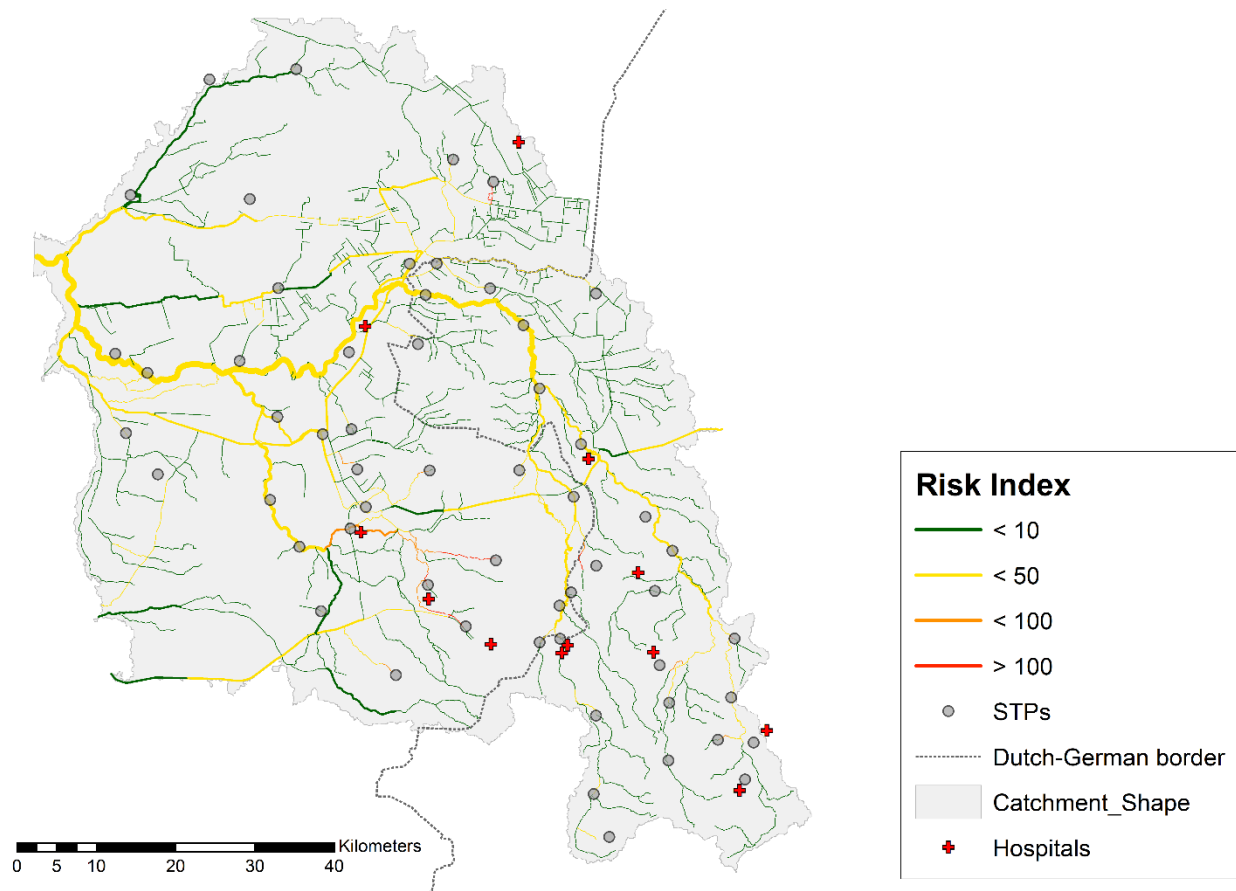 Risk Index
< 10
< 50
< 100
> 100
STPs
Dutch-German border
Catchment_Shape
Hospitals
Kilometers
0 5 10 20 30 40